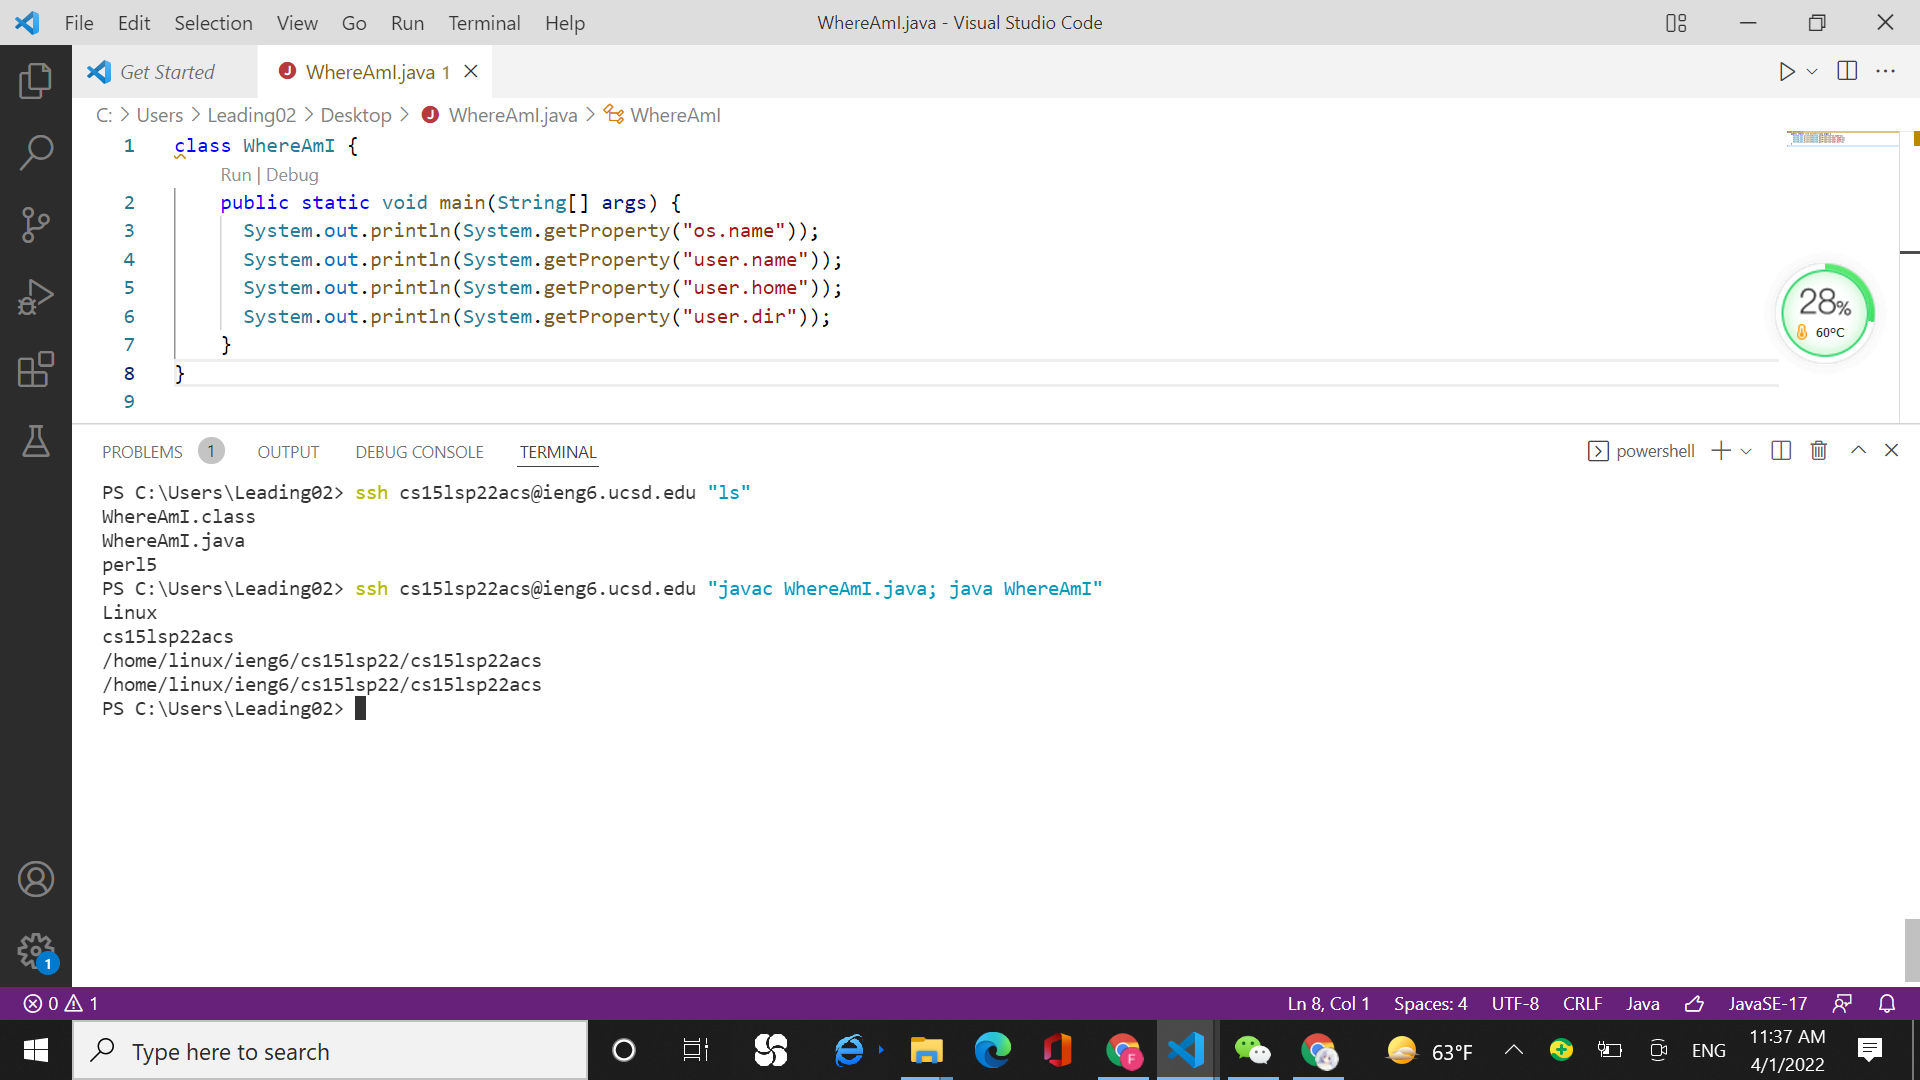 File Edit Selection View Go Run Terminal Help WhereAmI.java - Visual Studio Code
Get Started WhereAmI.java 1
C: > Users > Leading02 > Desktop > WhereAmI.java > WhereAmI
1 class WhereAmI {
Run | Debug
2 public static void main(String[] args) {
3 System.out.println(System.getProperty("os.name"));
4 System.out.println(System.getProperty("user.name"));
5 System.out.println(System.getProperty("user.home"));
6 System.out.println(System.getProperty("user.dir"));
7 }
8 }
9
28%
60°C
PROBLEMS 1 OUTPUT DEBUG CONSOLE TERMINAL powershell
PS C:\Users\Leading02> ssh cs15lsp22acs@ieng6.ucsd.edu "ls"
WhereAmI.class
WhereAmI.java
perl5
PS C:\Users\Leading02> ssh cs15lsp22acs@ieng6.ucsd.edu "javac WhereAmI.java; java WhereAmI"
Linux
cs15lsp22acs
/home/linux/ieng6/cs15lsp22/cs15lsp22acs
/home/linux/ieng6/cs15lsp22/cs15lsp22acs
PS C:\Users\Leading02>
1
0 1 Ln 8, Col 1 Spaces: 4 UTF-8 CRLF Java JavaSE-17
Type here to search F 63°F ENG 11:37 AM
4/1/2022